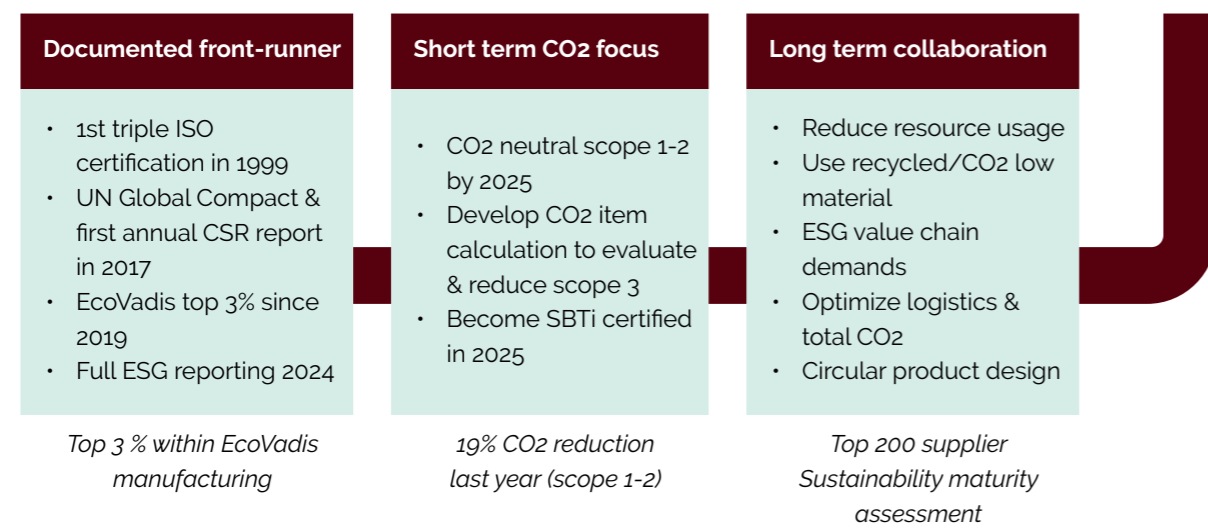 Documented front-runner
• 1st triple ISO
certification in 1999
• UN Global Compact &
first annual CSR report
in 2017
• EcoVadis top 3% since
2019
• Full ESG reporting 2024
Top 3 % within EcoVadis
manufacturing
Short term CO2 focus
• CO2 neutral scope 1-2
by 2025
• Develop CO2 item
calculation to evaluate
& reduce scope 3
• Become SBTi certified
in 2025
19% CO2 reduction
last year (scope 1-2)
Long term collaboration
• Reduce resource usage
• Use recycled/CO2 low
material
• ESG value chain
demands
• Optimize logistics &
total CO2
• Circular product design
Top 200 supplier
Sustainability maturity
assessment